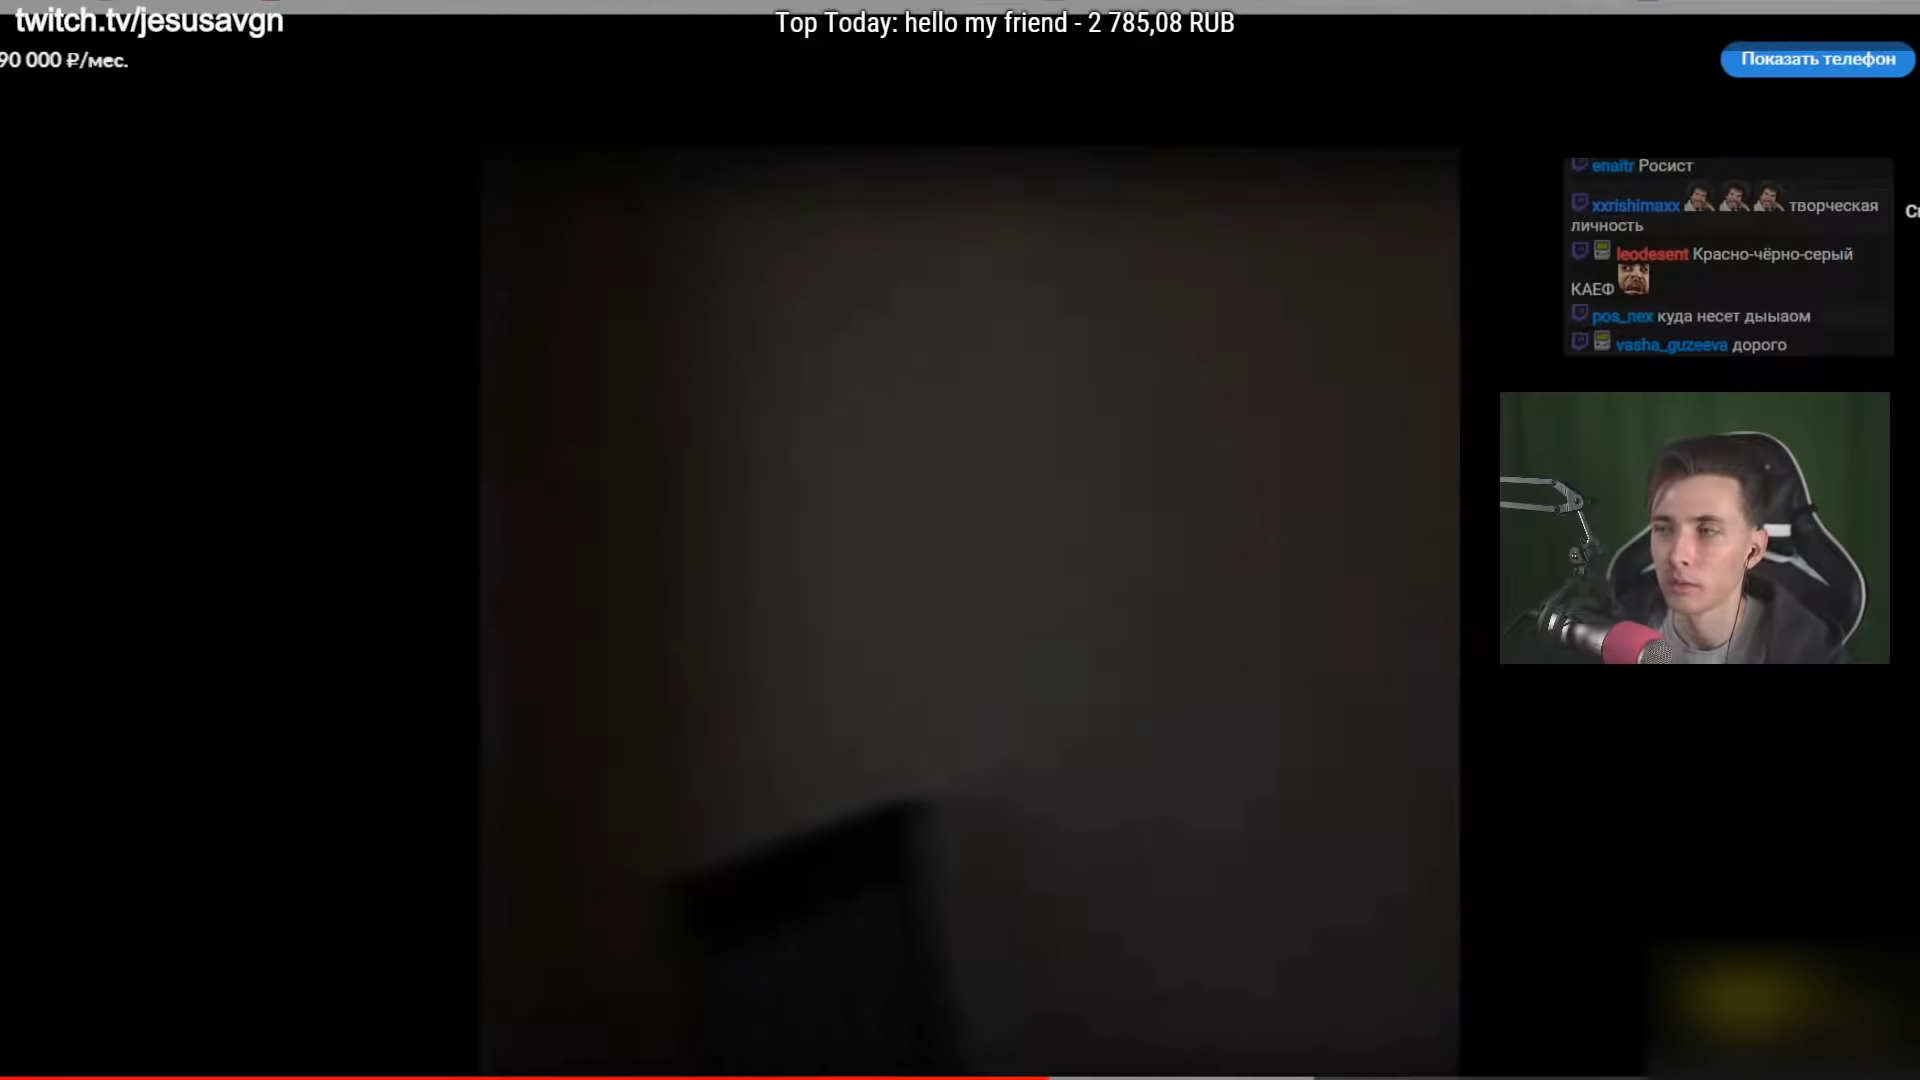 twitch.tv/jesusavgn
Top Today: hello my friend - 2 785,08 RUB
90 000 ₽/мес.
Показать телефон
enaitr Росист
xxrishimaxx творческая
личность
leodesent Красно-чёрно-серый
КАЕФ
pos_nex куда несет дыыаом
vasha_guzeeva дорого